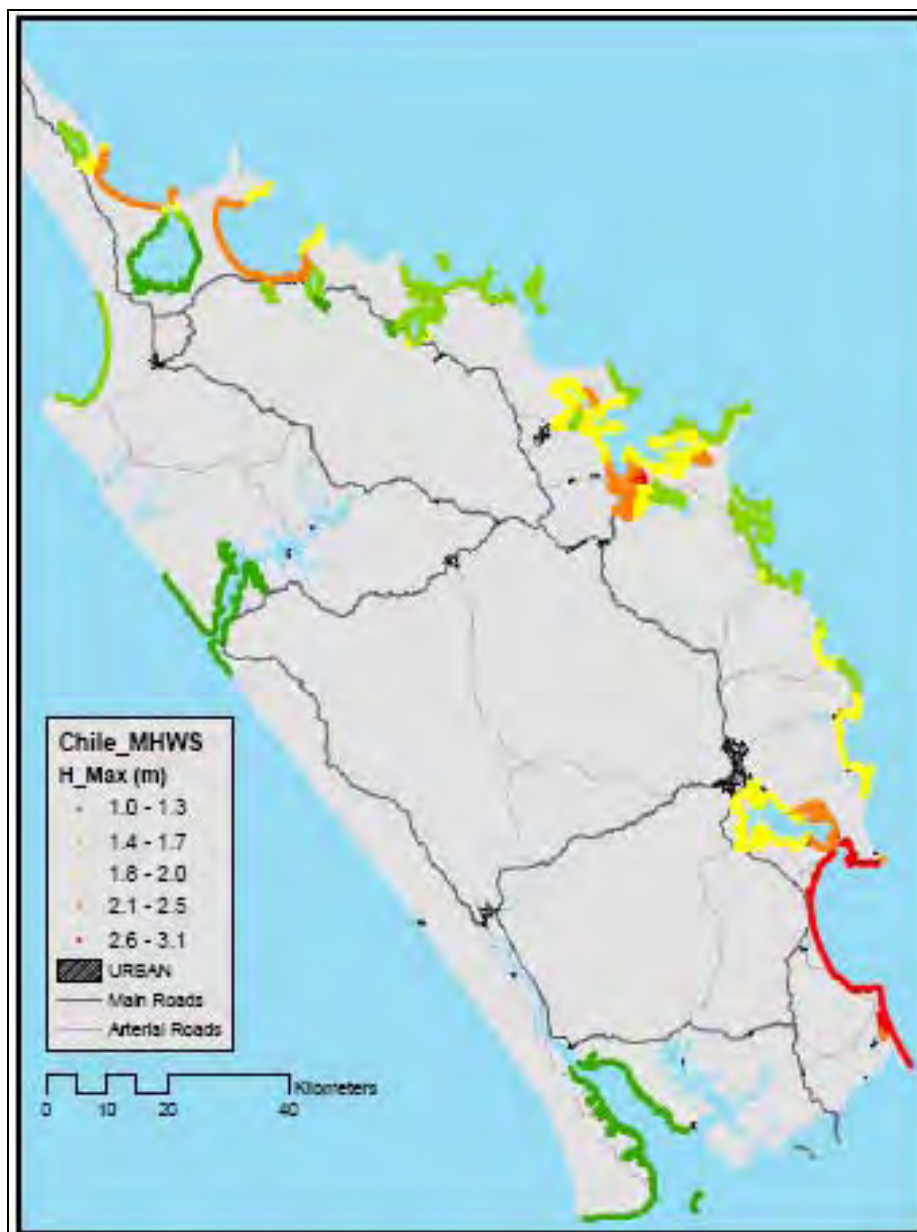 Chile_MHWS
H_Max (m)
1.0 - 1.3
1.4 - 1.7
1.8 - 2.0
2.1 - 2.5
2.6 - 3.1
URBAN
Main Roads
Arterial Roads
Kilometers
0 10 20 40